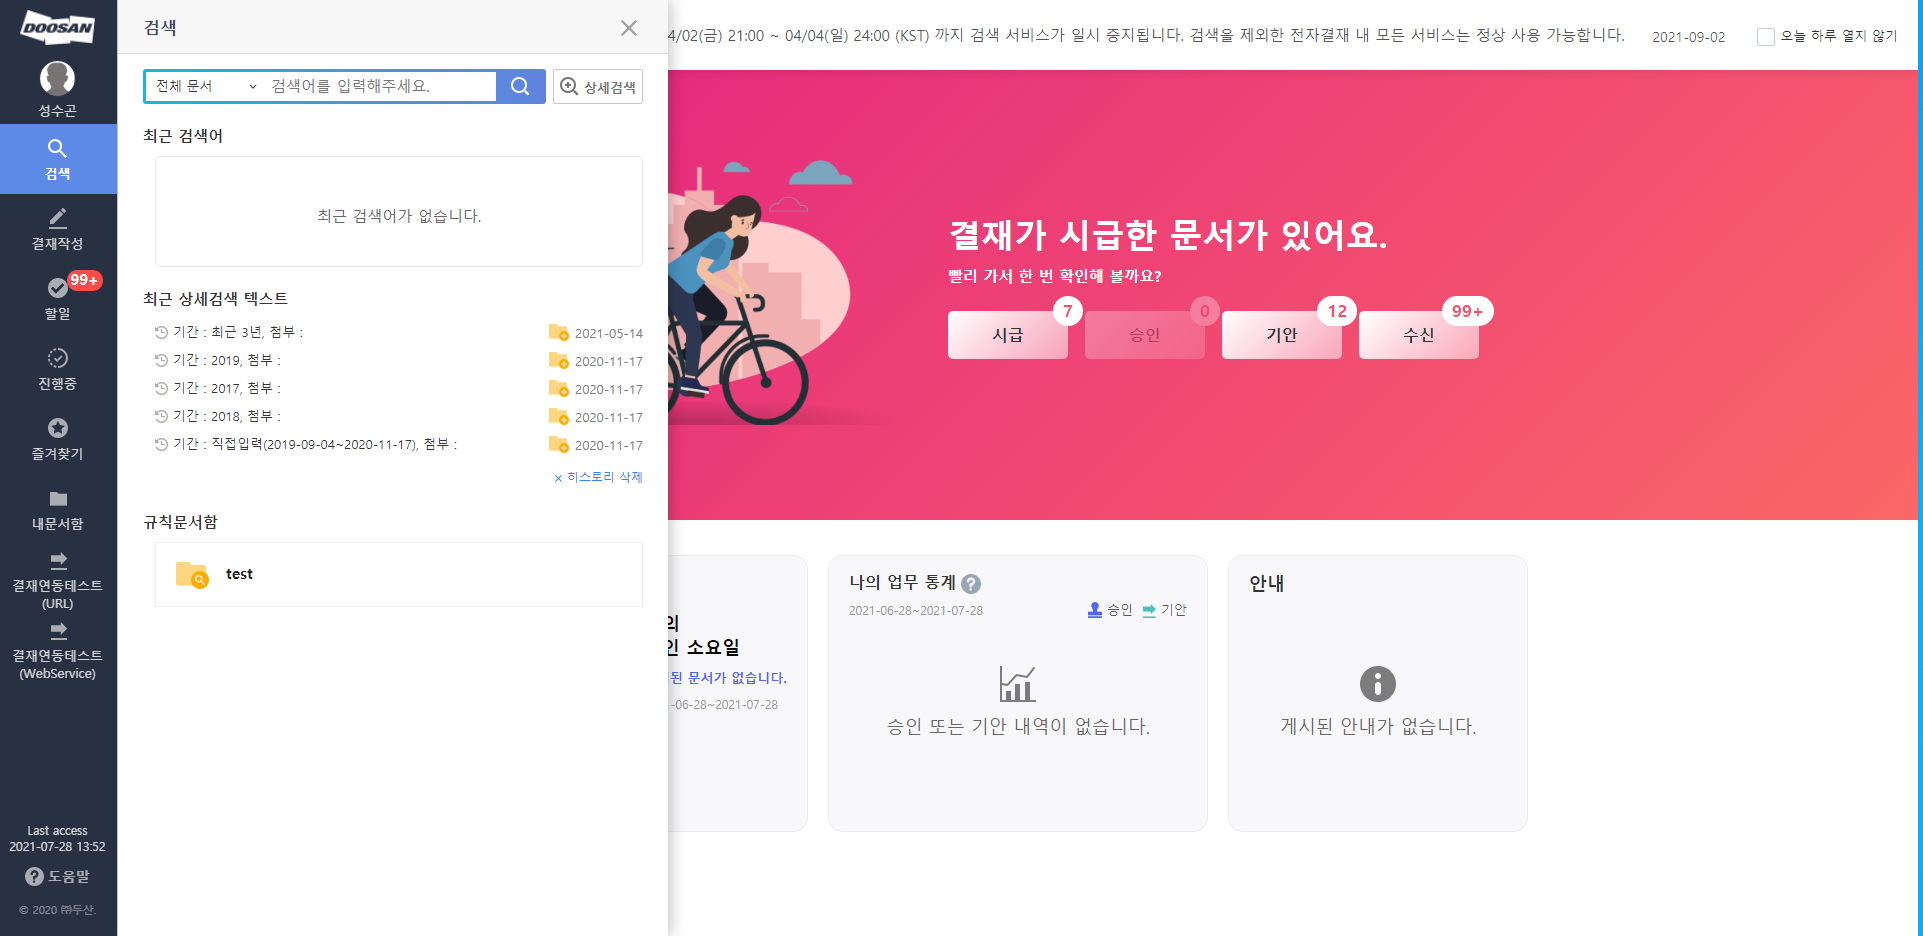 DOOSAN
성수곤
검색
결재작성
99+
할일
진행중
즐겨찾기
내문서함
결재연동테스트
(URL)
결재연동테스트
(WebService)
Last access
2021-07-28 13:52
도움말
© 2020 ㈜두산.
검색
전체 문서
검색어를 입력해주세요.
상세검색
최근 검색어
최근 검색어가 없습니다.
최근 상세검색 텍스트
기간 : 최근 3년, 첨부 : 2021-05-14
기간 : 2019, 첨부 : 2020-11-17
기간 : 2017, 첨부 : 2020-11-17
기간 : 2018, 첨부 : 2020-11-17
기간 : 직접입력(2019-09-04~2020-11-17), 첨부 : 2020-11-17
× 히스토리 삭제
규칙문서함
test
4/02(금) 21:00 ~ 04/04(일) 24:00 (KST) 까지 검색 서비스가 일시 중지됩니다. 검색을 제외한 전자결재 내 모든 서비스는 정상 사용 가능합니다. 2021-09-02 오늘 하루 열지 않기
결재가 시급한 문서가 있어요.
빨리 가서 한 번 확인해 볼까요?
시급 7
승인 0
기안 12
수신 99+
의
인 소요일
된 문서가 없습니다.
-06-28~2021-07-28
나의 업무 통계 ?
2021-06-28~2021-07-28
승인 기안
승인 또는 기안 내역이 없습니다.
안내
게시된 안내가 없습니다.